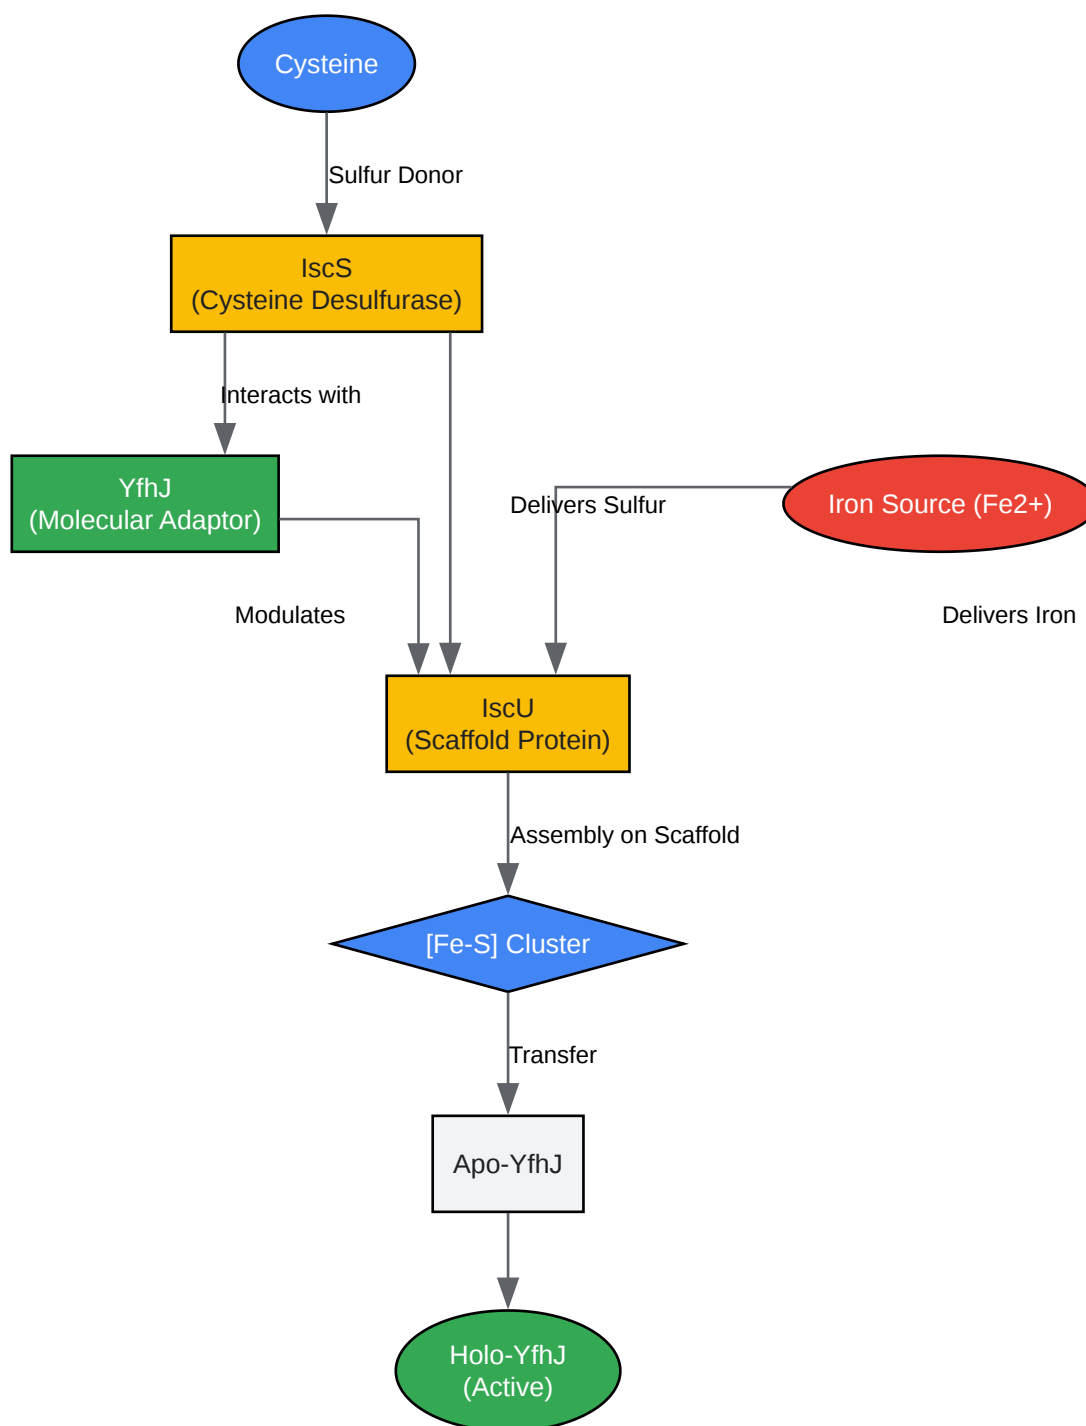 Cysteine
Sulfur Donor
IscS
(Cysteine Desulfurase)
Interacts with
YfhJ
(Molecular Adaptor)
Delivers Sulfur
Iron Source (Fe2+)
Modulates
Delivers Iron
IscU
(Scaffold Protein)
Assembly on Scaffold
[Fe-S] Cluster
Transfer
Apo-YfhJ
Holo-YfhJ
(Active)